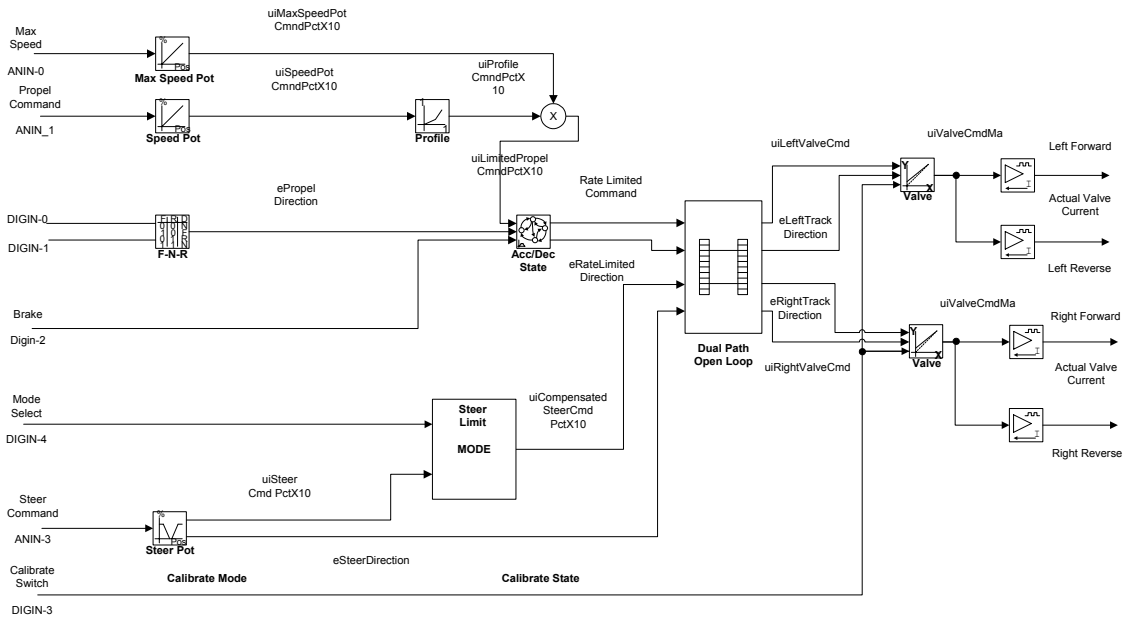 Max
Speed
ANIN-0
uiMaxSpeedPot
CmndPctX10
%
Pos
Max Speed Pot
Propel
Command
ANIN_1
uiSpeedPot
CmndPctX10
%
Pos
Speed Pot
uiProfile
CmndPctX
10
1
1
Profile
X
uiLimitedPropel
CmndPctX10
DIGIN-0
DIGIN-1
F-N-R
ePropel
Direction
Acc/Dec
State
Rate Limited
Command
eRateLimited
Direction
Brake
Digin-2
Dual Path
Open Loop
uiLeftValveCmd
eLeftTrack
Direction
eRightTrack
Direction
uiRightValveCmd
uiValveCmdMa
Y
X
Valve
I
Left Forward
Actual Valve
Current
I
Left Reverse
uiValveCmdMa
Y
X
Valve
I
Right Forward
Actual Valve
Current
I
Right Reverse
Mode
Select
DIGIN-4
Steer
Limit
MODE
uiCompensated
SteerCmd
PctX10
uiSteer
Cmd PctX10
Steer
Command
ANIN-3
%
Pos
Steer Pot
eSteerDirection
Calibrate
Switch
DIGIN-3
Calibrate Mode
Calibrate State